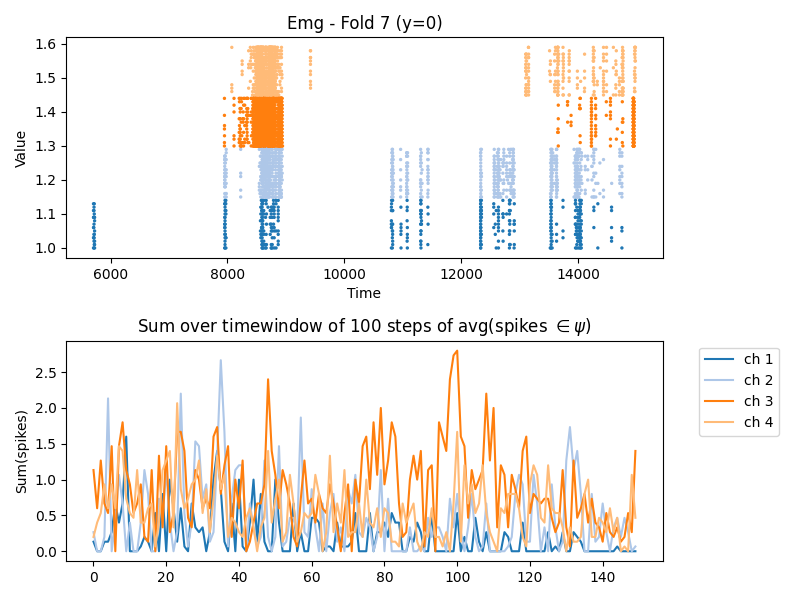 Emg - Fold 7 (y=0)
Value
1.6
1.5
1.4
1.3
1.2
1.1
1.0
6000 8000 10000 12000 14000
Time
Sum over timewindow of 100 steps of avg(spikes ∈ ψ)
Sum(spikes)
2.5
2.0
1.5
1.0
0.5
0.0
0 20 40 60 80 100 120 140
ch 1
ch 2
ch 3
ch 4